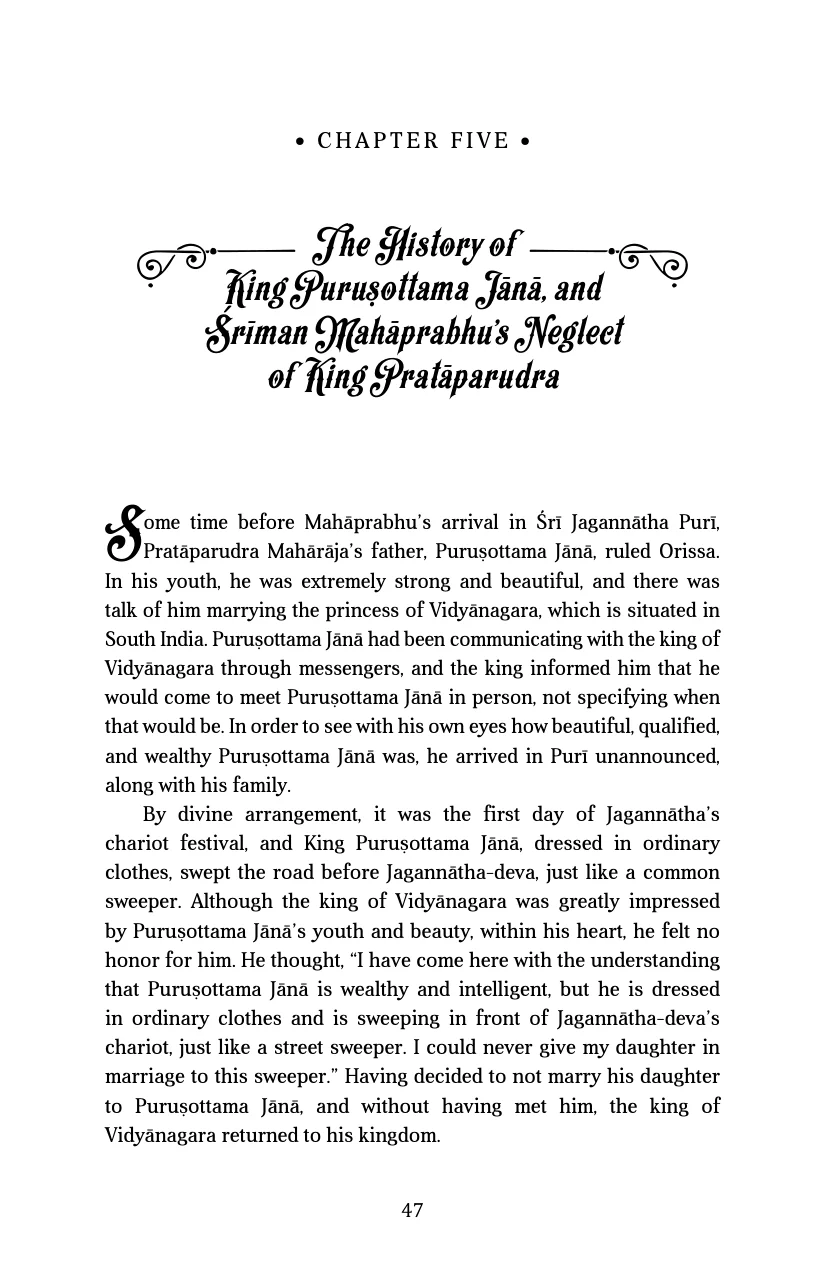 • CHAPTER FIVE •
The History of
King Puruṣottama Jānā, and
Śrīman Mahāprabhu’s Neglect
of King Pratāparudra
Some time before Mahāprabhu’s arrival in Śrī Jagannātha Purī,
Pratāparudra Mahārāja’s father, Puruṣottama Jānā, ruled Orissa.
In his youth, he was extremely strong and beautiful, and there was
talk of him marrying the princess of Vidyānagara, which is situated in
South India. Puruṣottama Jānā had been communicating with the king of
Vidyānagara through messengers, and the king informed him that he
would come to meet Puruṣottama Jānā in person, not specifying when
that would be. In order to see with his own eyes how beautiful, qualified,
and wealthy Puruṣottama Jānā was, he arrived in Purī unannounced,
along with his family.
By divine arrangement, it was the first day of Jagannātha’s
chariot festival, and King Puruṣottama Jānā, dressed in ordinary
clothes, swept the road before Jagannātha-deva, just like a common
sweeper. Although the king of Vidyānagara was greatly impressed
by Puruṣottama Jānā’s youth and beauty, within his heart, he felt no
honor for him. He thought, “I have come here with the understanding
that Puruṣottama Jānā is wealthy and intelligent, but he is dressed
in ordinary clothes and is sweeping in front of Jagannātha-deva’s
chariot, just like a street sweeper. I could never give my daughter in
marriage to this sweeper.” Having decided to not marry his daughter
to Puruṣottama Jānā, and without having met him, the king of
Vidyānagara returned to his kingdom.
47